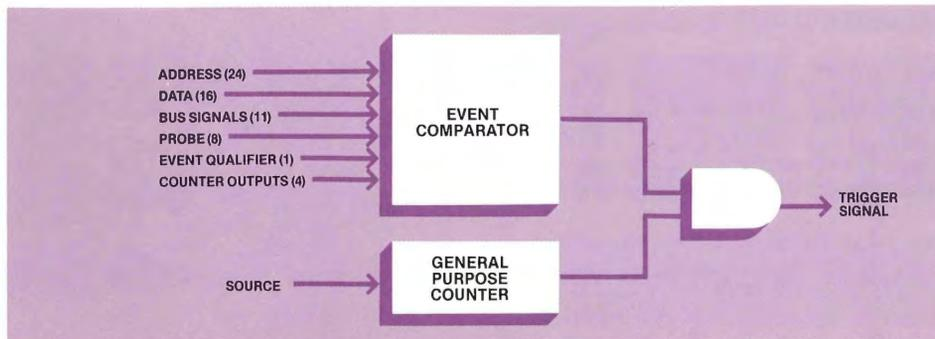 ADDRESS (24)
DATA (16)
BUS SIGNALS (11)
PROBE (8)
EVENT QUALIFIER (1)
COUNTER OUTPUTS (4)
EVENT
COMPARATOR
TRIGGER
SIGNAL
SOURCE
GENERAL
PURPOSE
COUNTER